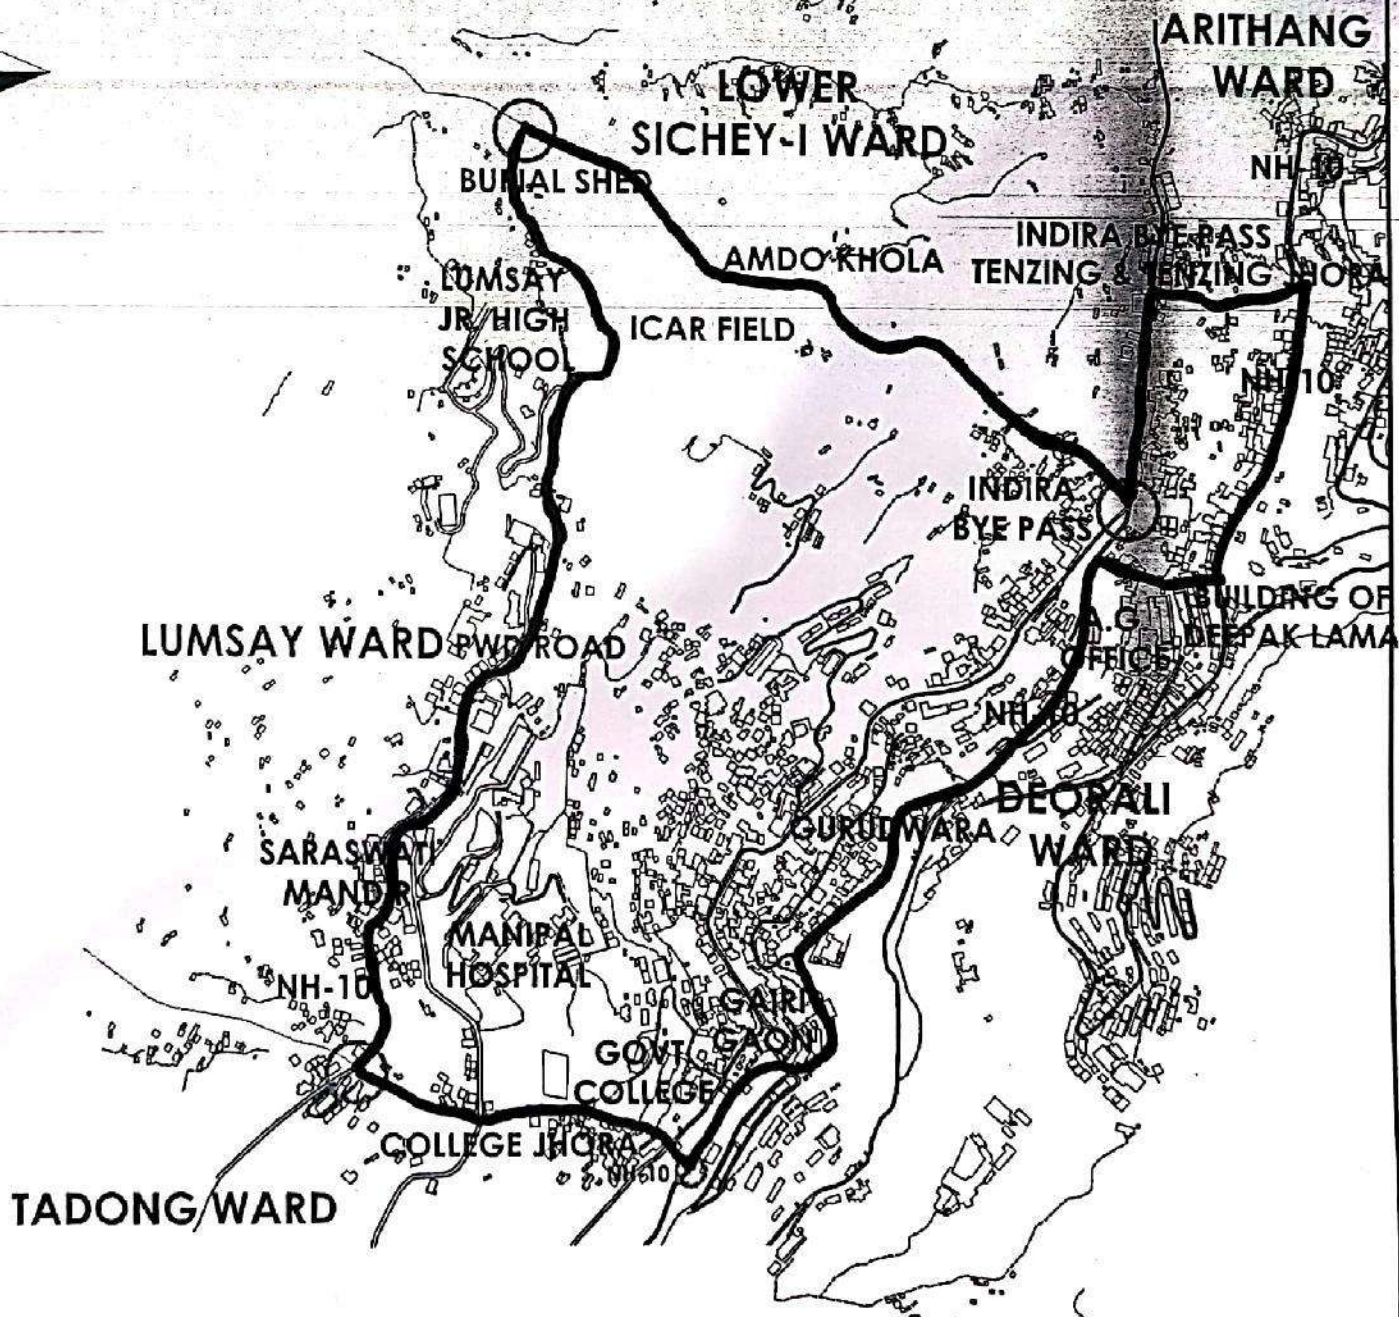 ARITHANG
WARD
LOWER
SICHEY-I WARD
NH-10
BURIAL SHED
INDIRA BYE PASS
TENZING & TENZING JHORA
AMDO KHOLA
LUMSAY
JR. HIGH
SCHOOL
ICAR FIELD
NH-10
INDIRA
BYE PASS
BUILDING OF
DEEPAK LAMA
A.G
OFFICE
LUMSAY WARD
PWD ROAD
NH-10
DEORALI
WARD
GURUDWARA
SARASWATI
MANDIR
MANIPAL
HOSPITAL
NH-10
GAIRI
GAON
GOVT
COLLEGE
COLLEGE JHORA
NH-10
TADONG WARD